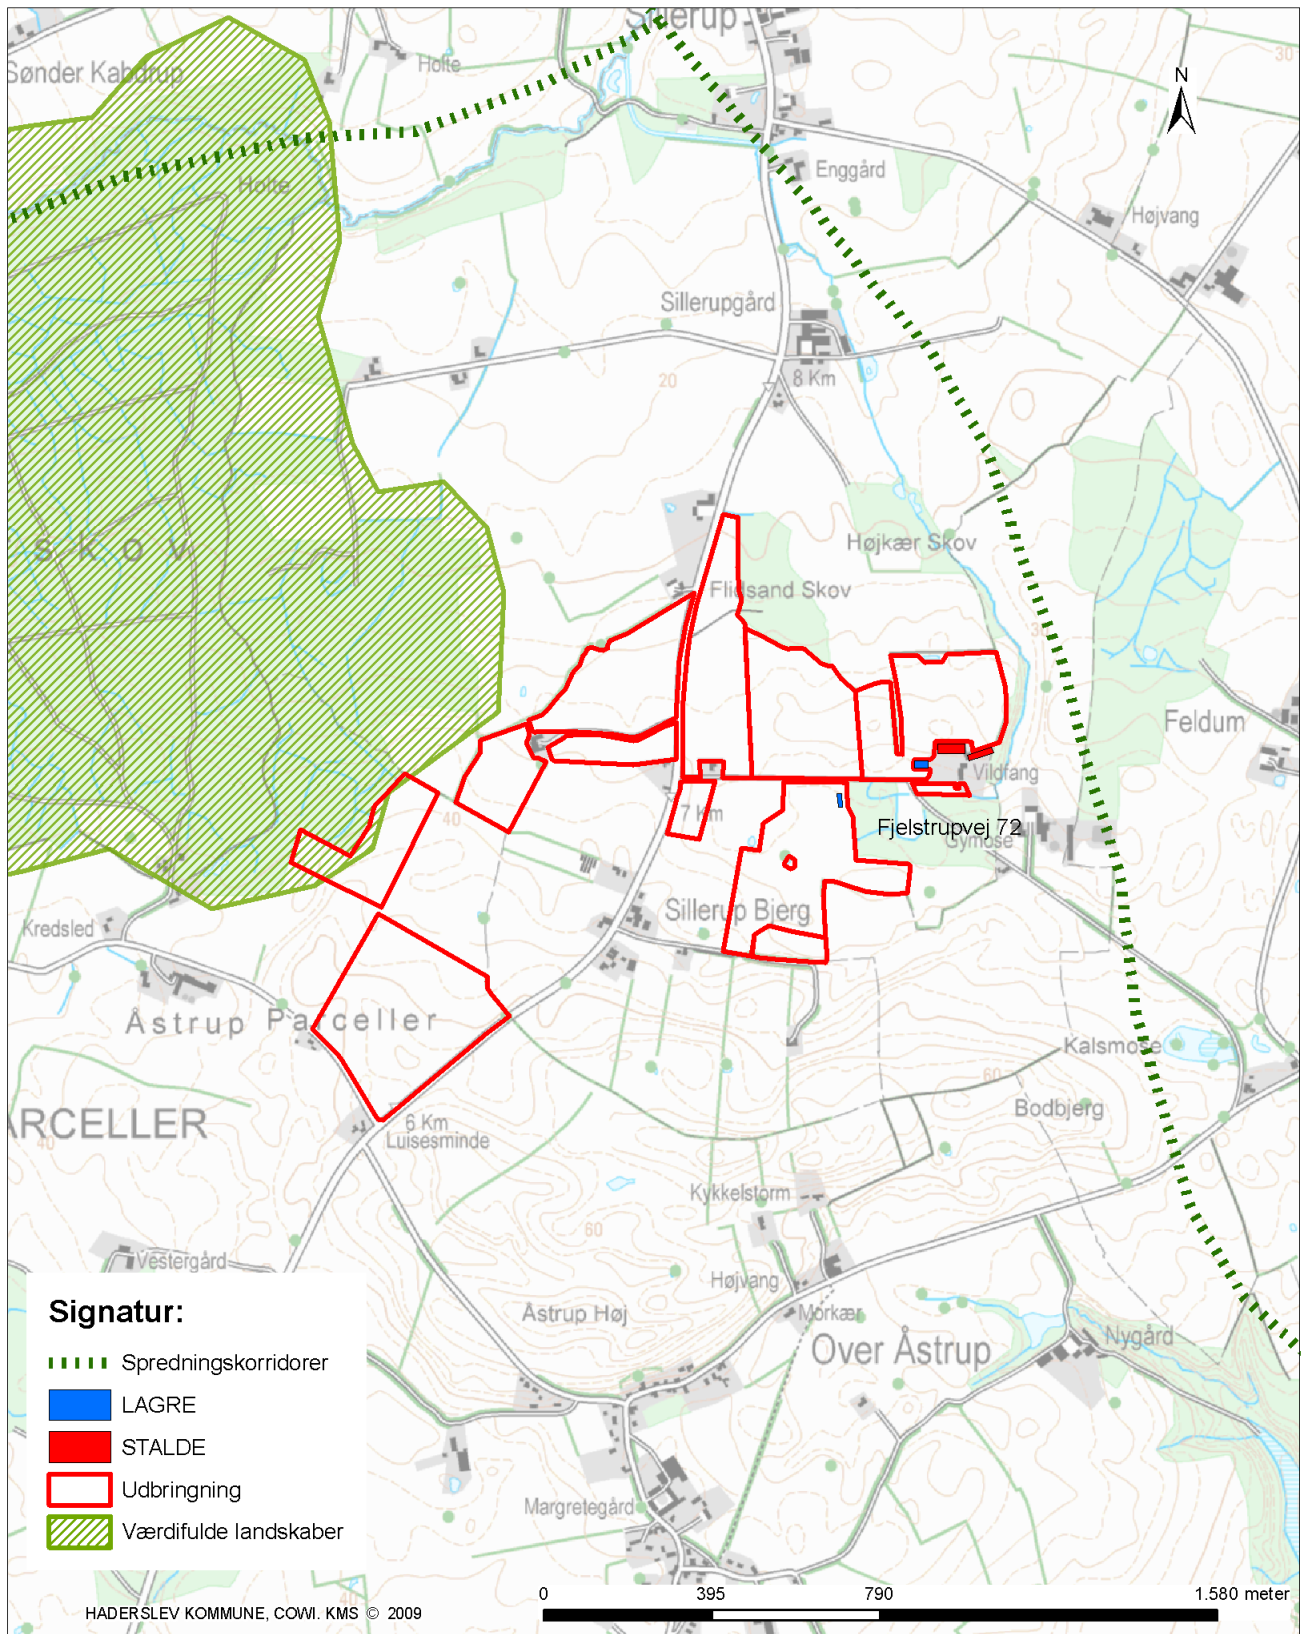 Sillerup
Sønder Kabdrup
Holte
30
N
Holte
Enggård
Højvang
Sillerupgård
20
8 Km
skov
Højkær Skov
Flidsand Skov
Feldum
Vildfang
40
7 Km
Fjelstrupvej 72
Gymose
Sillerup Bjerg
Kredsled
Åstrup Parceller
Kalsmose
60
ARCELLER
40
6 Km
Luisesminde
Bodbjerg
Kykkelstorm
60
Vestergård
Højvang
Åstrup Høj
Morkær
Over Åstrup
Nygård
Signatur:
Spredningskorridorer
LAGRE
STALDE
Udbringning
Værdifulde landskaber
Margretegård
40
0 395 790 1.580 meter
HADERSLEV KOMMUNE, COWI. KMS © 2009